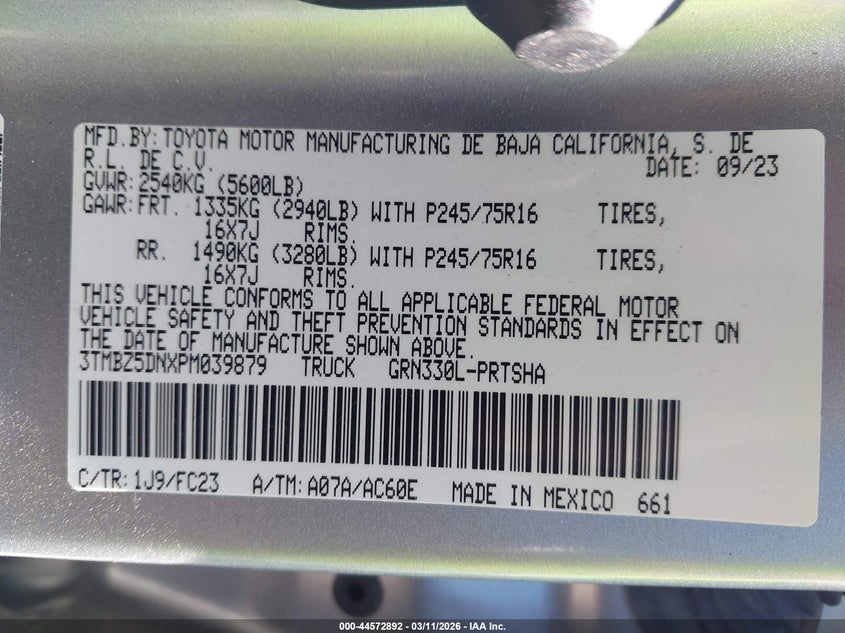 MFD.BY: TOYOTA MOTOR MANUFACTURING DE BAJA CALIFORNIA, S. DE
R.L. DE C.V. DATE: 09/23
GVWR: 2540KG (5600LB)
GAWR: FRT. 1335KG (2940LB) WITH P245/75R16 TIRES,
16X7J RIMS.
RR. 1490KG (3280LB) WITH P245/75R16 TIRES,
16X7J RIMS.
THIS VEHICLE CONFORMS TO ALL APPLICABLE FEDERAL MOTOR
VEHICLE SAFETY AND THEFT PREVENTION STANDARDS IN EFFECT ON
THE DATE OF MANUFACTURE SHOWN ABOVE.
3TMBZ5DNXPM039879 TRUCK GRN330L-PRTSHA
C/TR: 1J9/FC23 A/TM: A07A/AC60E MADE IN MEXICO 661
000-44572892 - 03/11/2026 - IAA Inc.